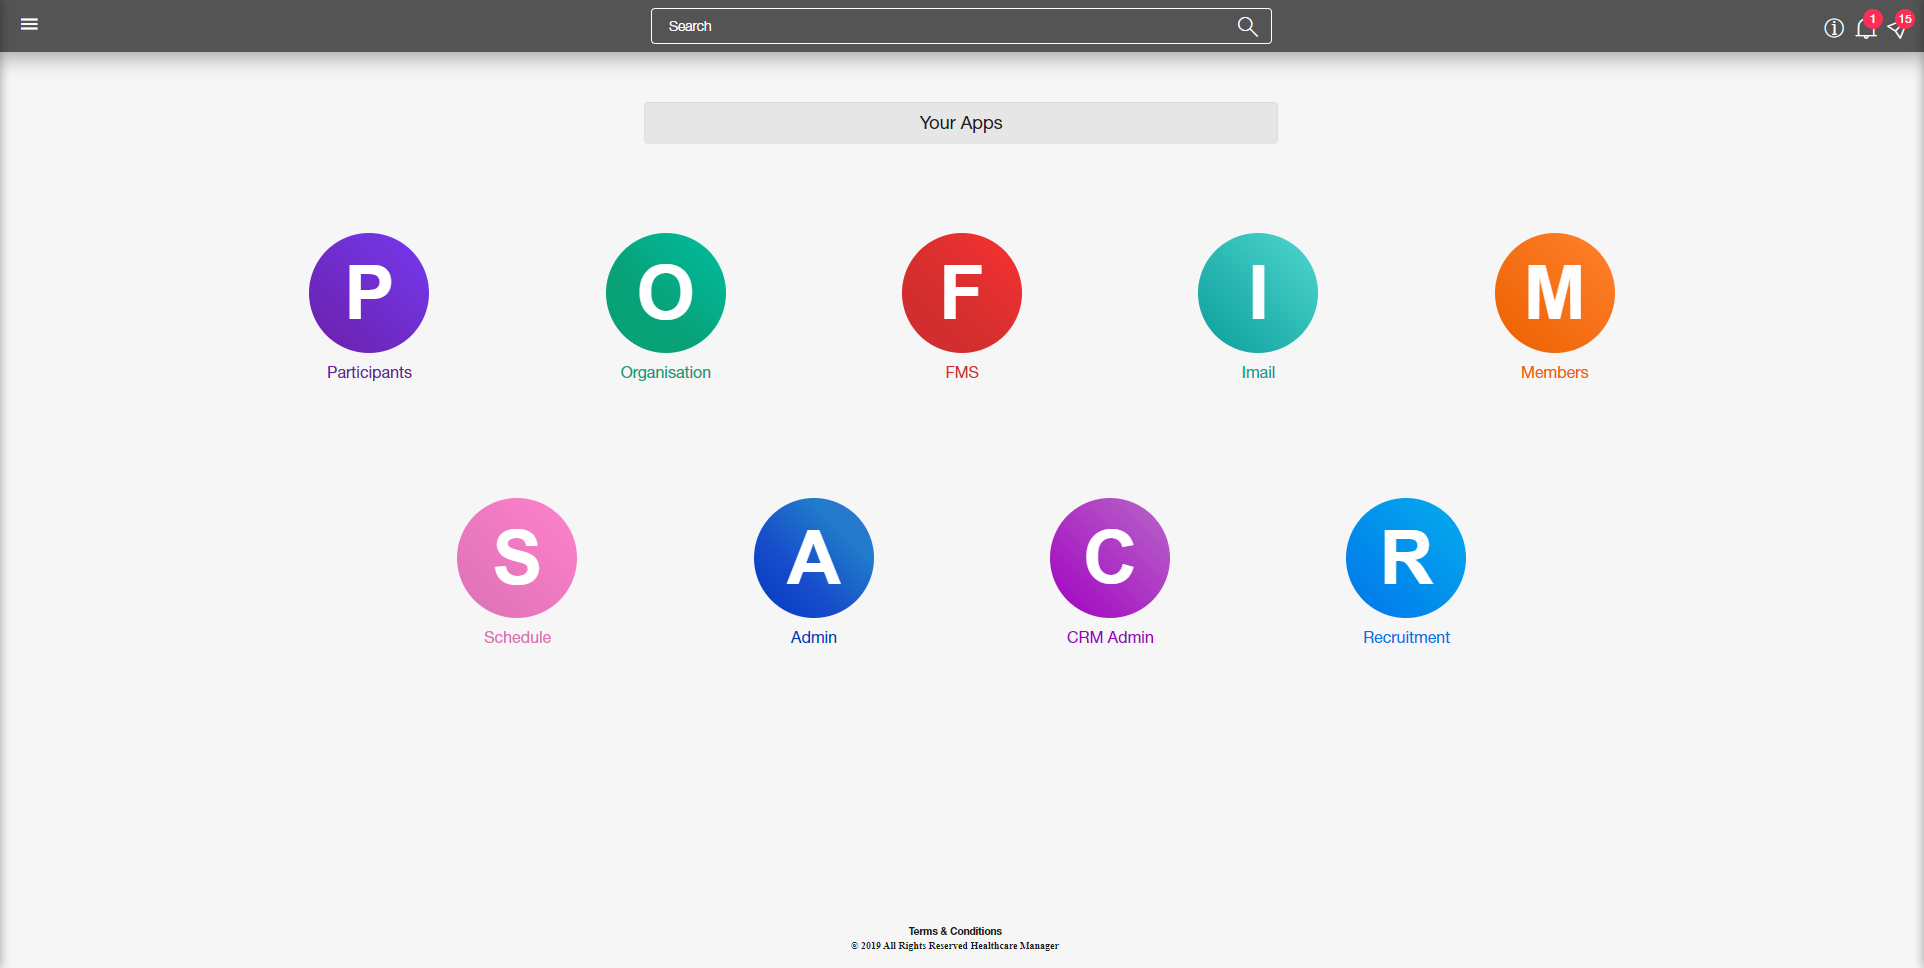 Search
1
15
Your Apps
P
O
F
I
M
Participants
Organisation
FMS
Imail
Members
S
A
C
R
Schedule
Admin
CRM Admin
Recruitment
Terms & Conditions
© 2019 All Rights Reserved Healthcare Manager